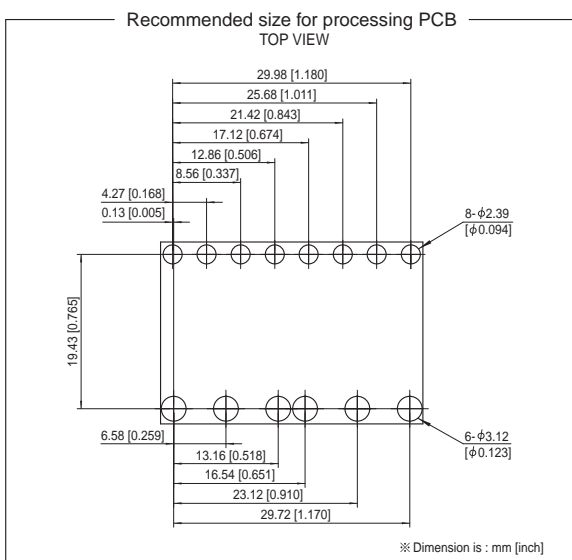 Recommended size for processing PCB
TOP VIEW
29.98 [1.180]
25.68 [1.011]
21.42 [0.843]
17.12 [0.674]
12.86 [0.506]
8.56 [0.337]
4.27 [0.168]
0.13 [0.005]
8-ϕ2.39
[ϕ0.094]
19.43 [0.765]
6.58 [0.259]
6-ϕ3.12
[ϕ0.123]
13.16 [0.518]
16.54 [0.651]
23.12 [0.910]
29.72 [1.170]
※ Dimension is : mm [inch]